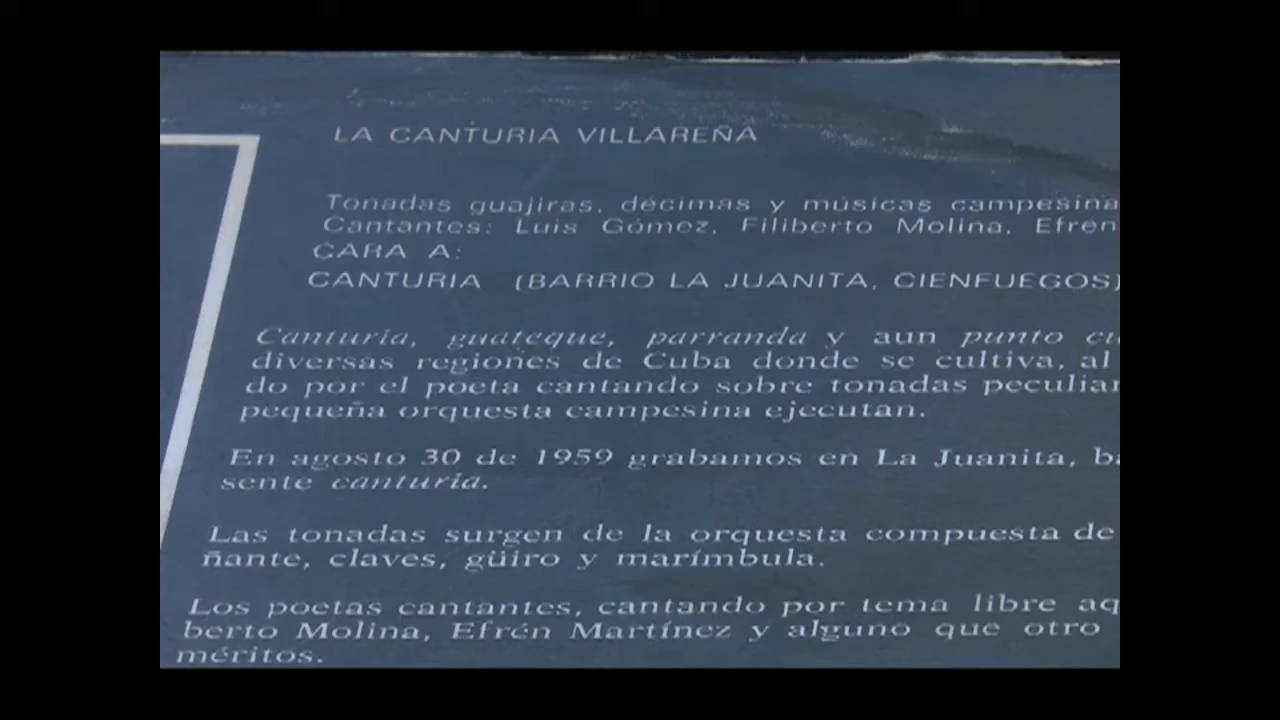 LA CANTURIA VILLAREÑA
Tonadas guajiras, décimas y músicas campesina
Cantantes: Luis Gómez, Filiberto Molina, Efrén
CARA A:
CANTURIA (BARRIO LA JUANITA, CIENFUEGOS)
Canturia, guateque, parranda y aun punto cu
diversas regiones de Cuba donde se cultiva, al
do por el poeta cantando sobre tonadas peculiar
pequeña orquesta campesina ejecutan.
En agosto 30 de 1959 grabamos en La Juanita, ba
sente canturia.
Las tonadas surgen de la orquesta compuesta de
ñante, claves, güiro y marímbula.
Los poetas cantantes, cantando por tema libre aq
berto Molina, Efrén Martínez y alguno que otro
méritos.